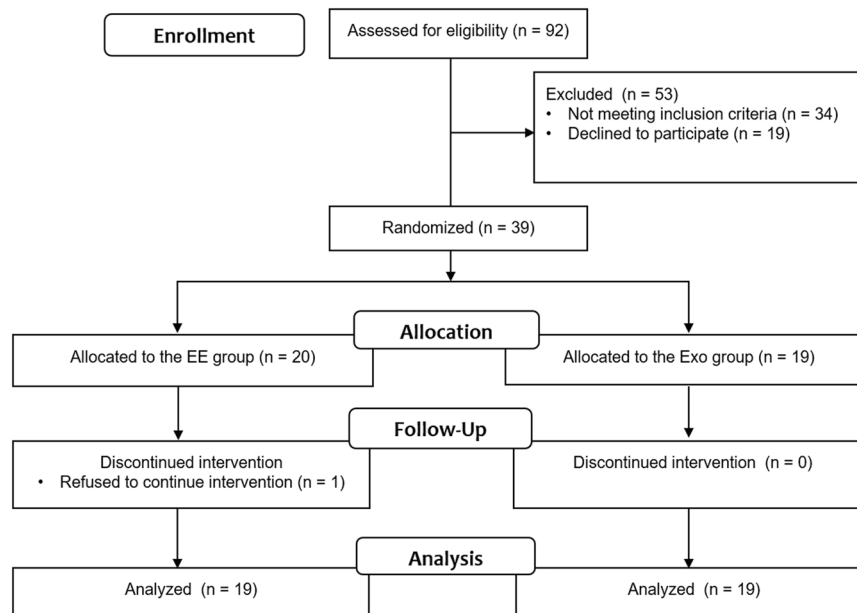 Enrollment
Assessed for eligibility (n = 92)
Excluded (n = 53)
• Not meeting inclusion criteria (n = 34)
• Declined to participate (n = 19)
Randomized (n = 39)
Allocation
Allocated to the EE group (n = 20)
Allocated to the Exo group (n = 19)
Follow-Up
Discontinued intervention
• Refused to continue intervention (n = 1)
Discontinued intervention (n = 0)
Analysis
Analyzed (n = 19)
Analyzed (n = 19)